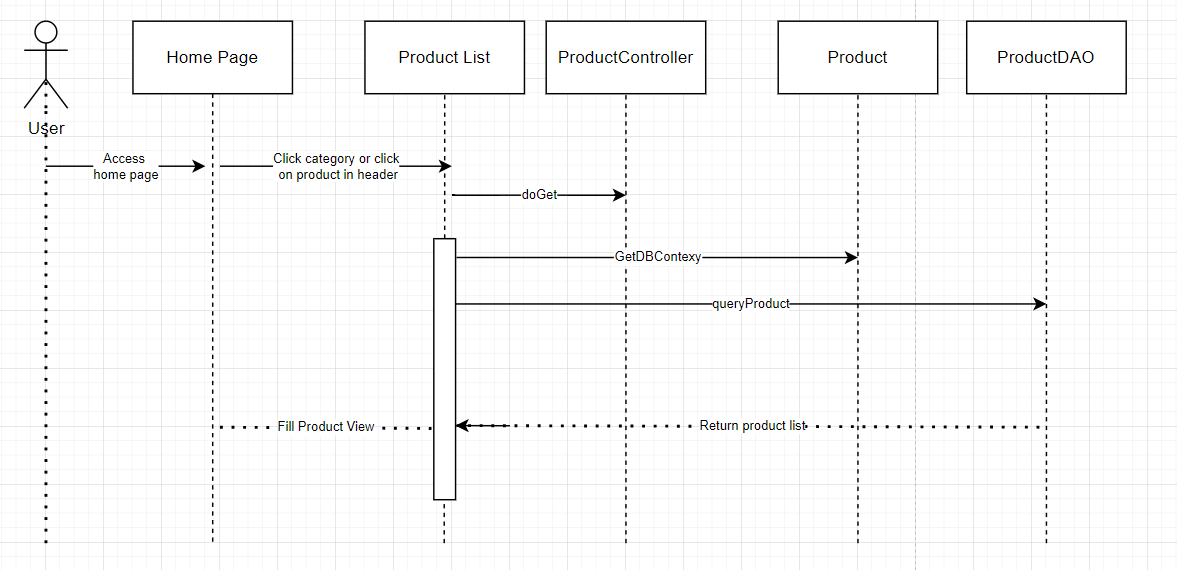 Home Page
Product List
ProductController
Product
ProductDAO
User
Access
home page
Click category or click
on product in header
doGet
GetDBContexy
queryProduct
Fill Product View
Return product list